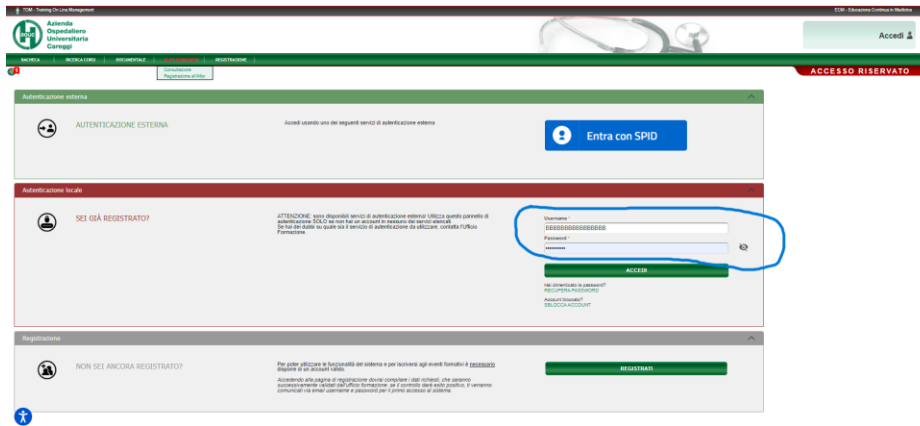 TOM - Training On Line Management
ECM - Educazione Continua in Medicina
AOUC
Azienda
Ospedaliero
Universitaria
Careggi
Accedi
BACHECA
RICERCA CORSI
DOCUMENTALE
REGISTRAZIONE
Consultazione
Registrazione all'Albo
ACCESSO RISERVATO
Autenticazione esterna
AUTENTICAZIONE ESTERNA
Accedi usando uno dei seguenti servizi di autenticazione esterna
Entra con SPID
Autenticazione locale
SEI GIÀ REGISTRATO?
ATTENZIONE: sono disponibili servizi di autenticazione esterna! Utilizza questo pannello di
autenticazione SOLO se non hai un account in nessuno dei servizi elencati.
Se hai dei dubbi su quale sia il servizio di autenticazione da utilizzare, contatta l'Ufficio
Formazione.
Username *
BBBBBBBBBBBBBBBB
Password *
ACCEDI
Hai dimenticato la password?
RECUPERA PASSWORD
Account bloccato?
SBLOCCA ACCOUNT
Registrazione
NON SEI ANCORA REGISTRATO?
Per poter utilizzare le funzionalità del sistema e per iscriversi agli eventi formativi è necessario
disporre di un account valido.
Accedendo alla pagina di registrazione dovrai compilare i dati richiesti, che saranno
successivamente validati dall'ufficio formazione: se il controllo darà esito positivo, ti verranno
comunicati via email username e password per il primo accesso al sistema.
REGISTRATI